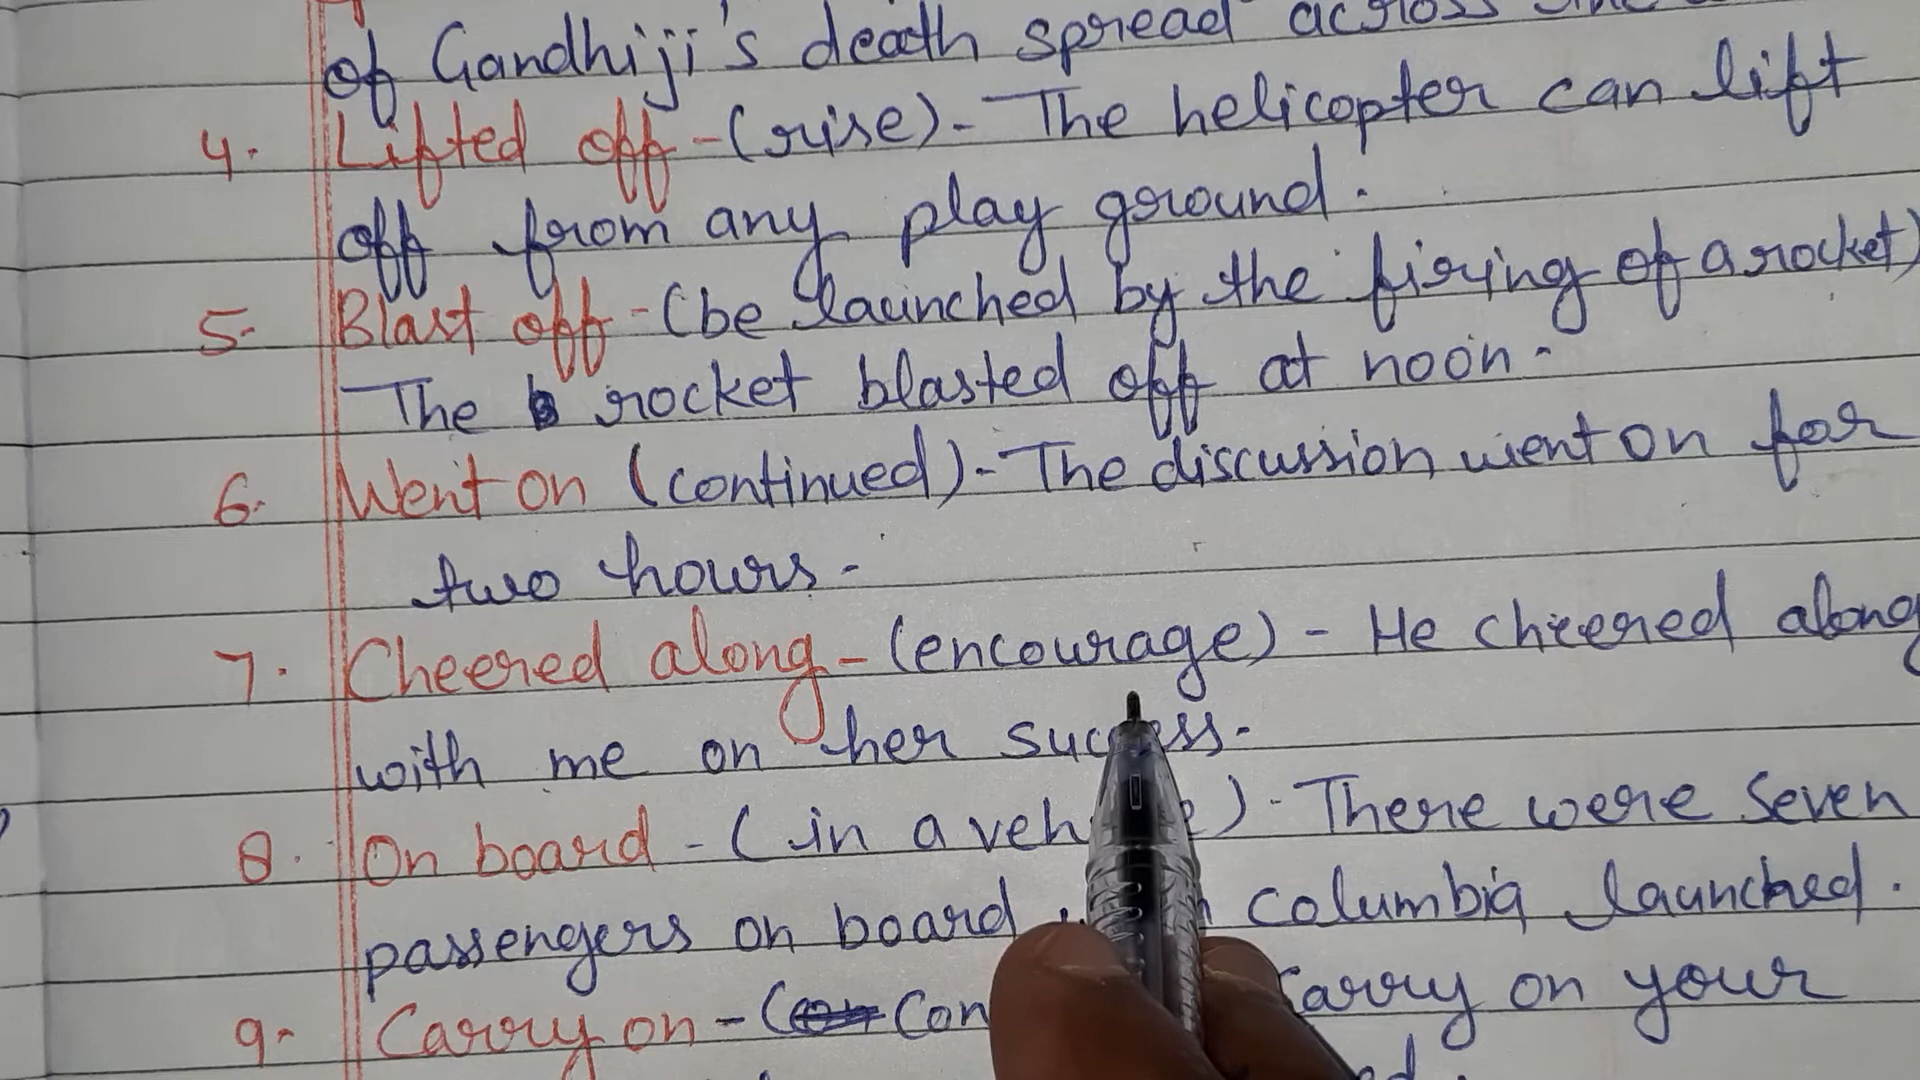 of Gandhiji's death spread across
4. Lifted off - (rise) - The helicopter can lift
off from any play ground.
5. Blast off - (be launched by the firing of a rocket)
The rocket blasted off at noon.
6. Went on (continued) - The discussion went on for
two hours.
7. Cheered along - (encourage) - He cheered along
with me on her success.
8. On board - (in a). There were seven
passengers on board columbia launched.
9. Carry on - ( Carry on your